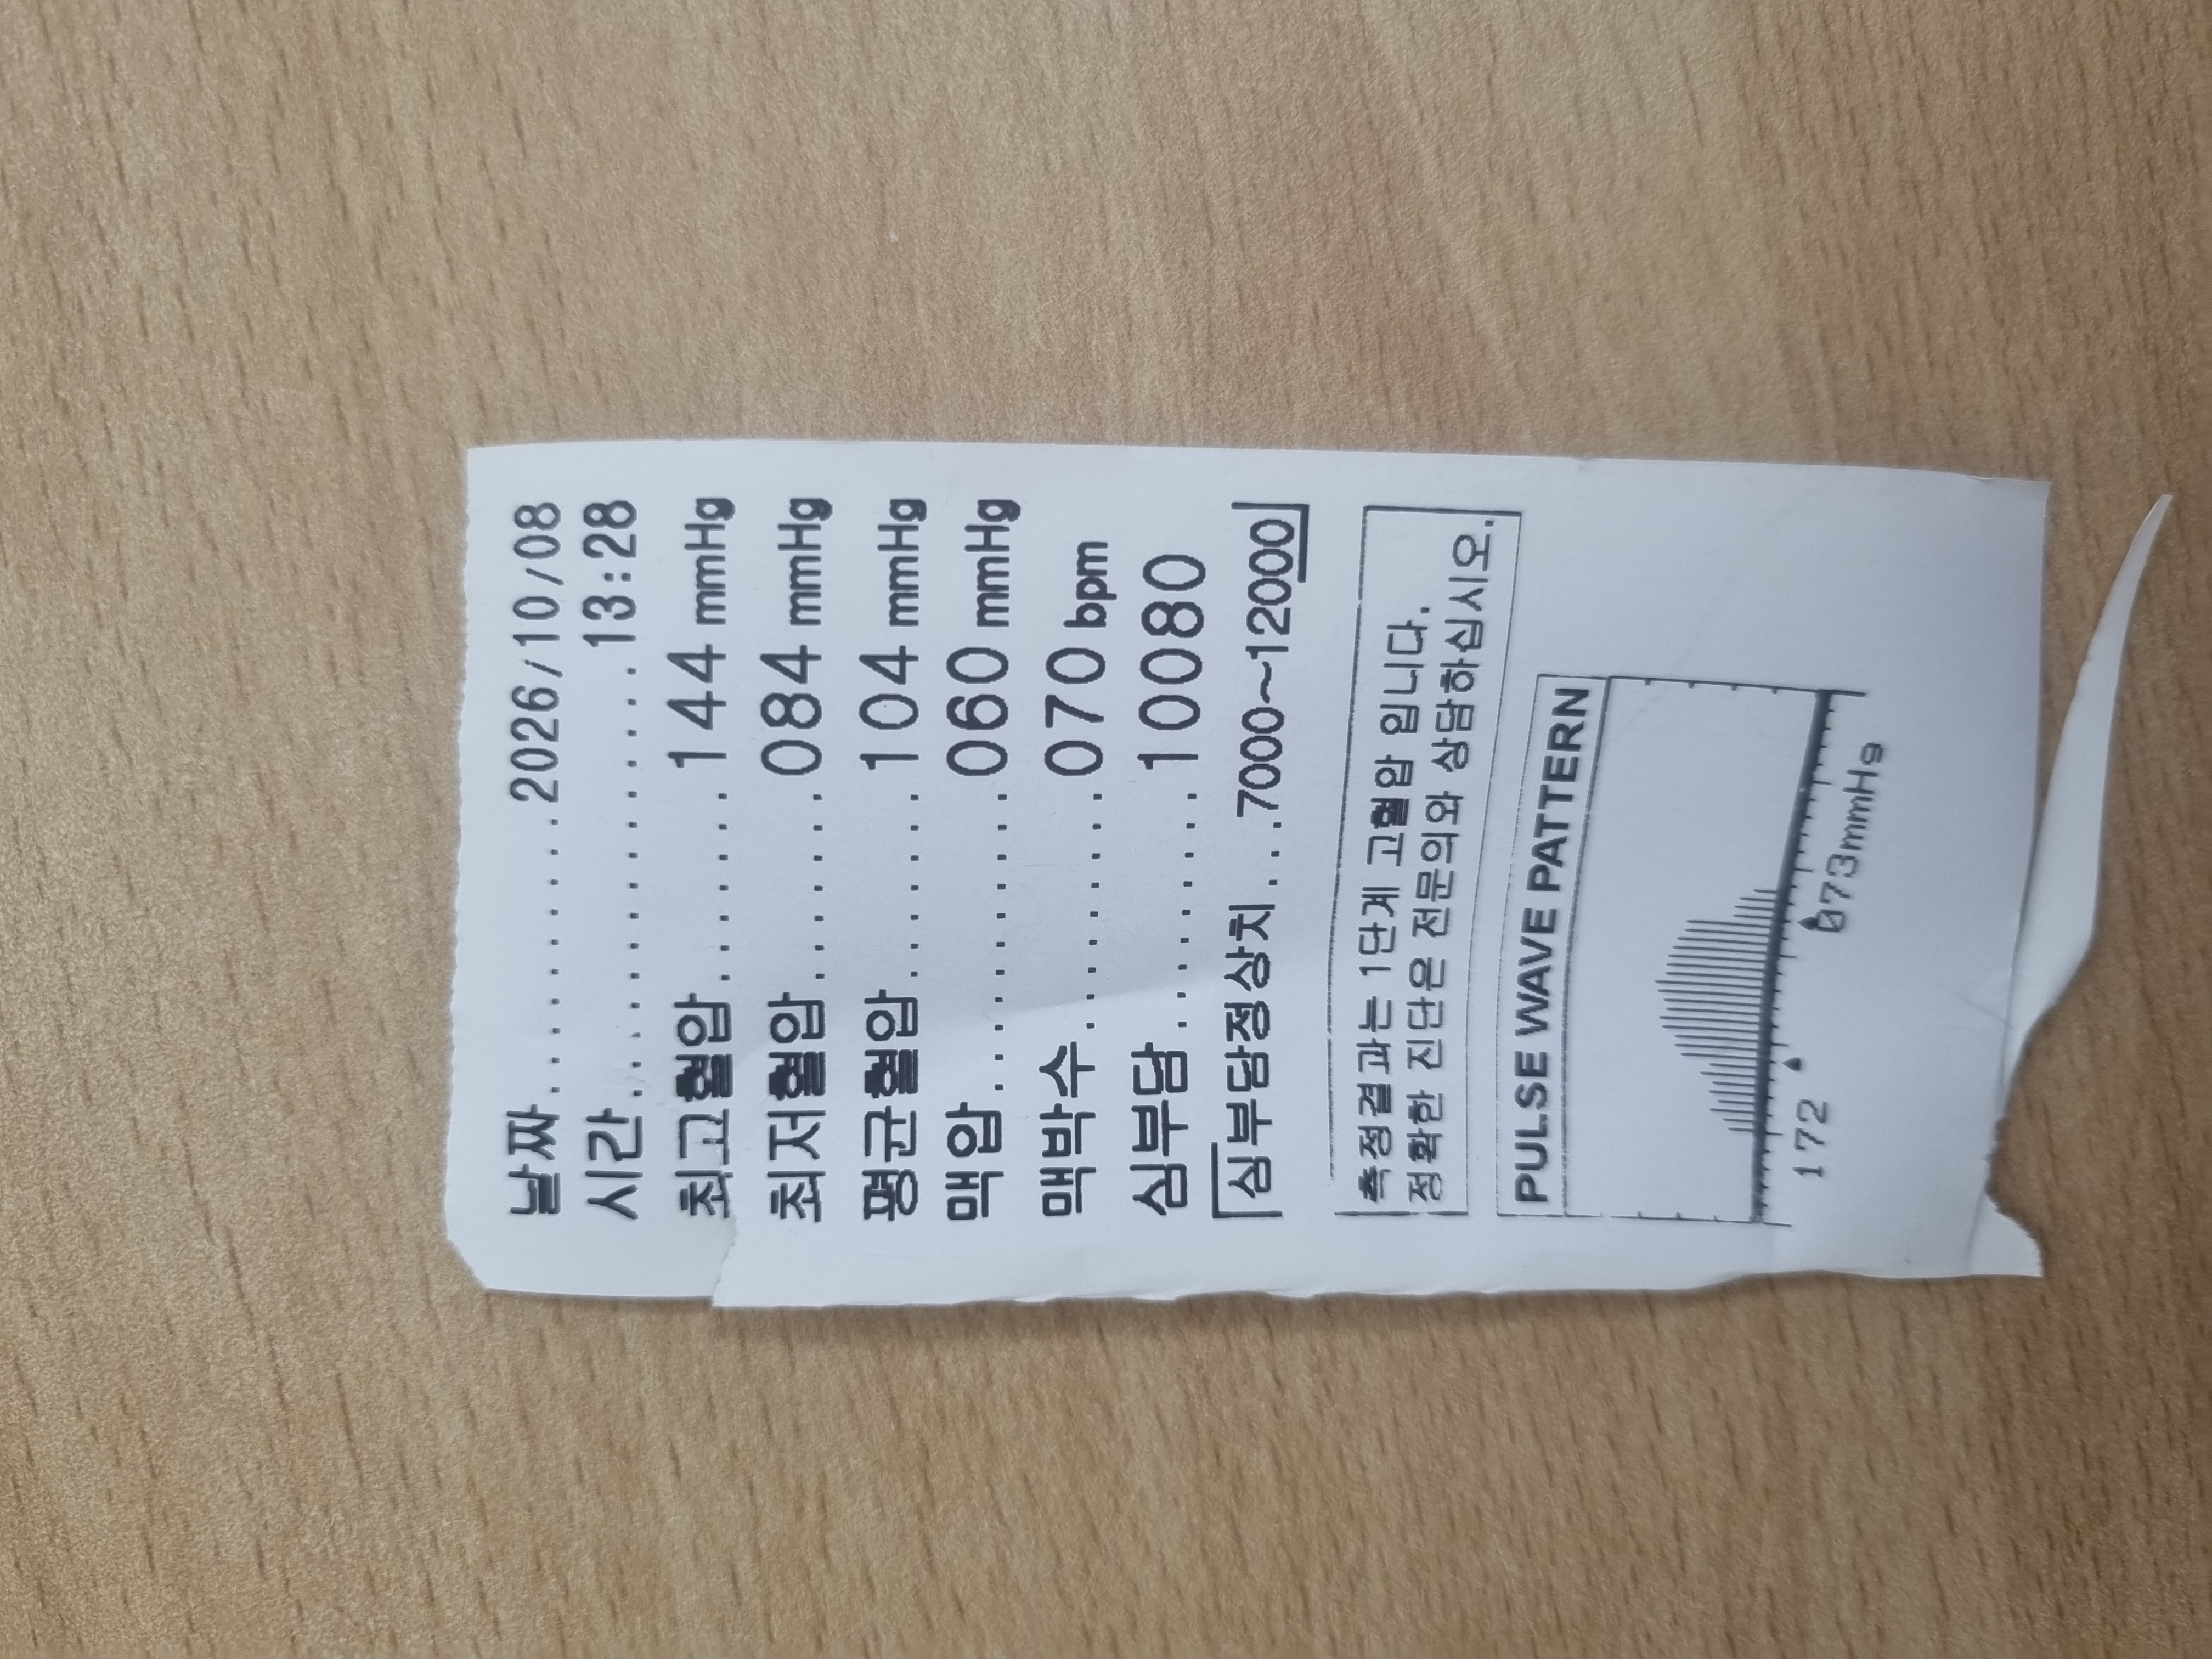 날짜..........2026/10/08
시간................13:28
최고혈압........144 mmHg
최저혈압.......084 mmHg
평균혈압.......104 mmHg
맥압..........060 mmHg
맥박수.........070 bpm
심부담.........10080
심부담정상치...7000~12000
측정결과는 1단계 고혈압 입니다.
정확한 진단은 전문의와 상담하십시오.
PULSE WAVE PATTERN
172 073mmHg